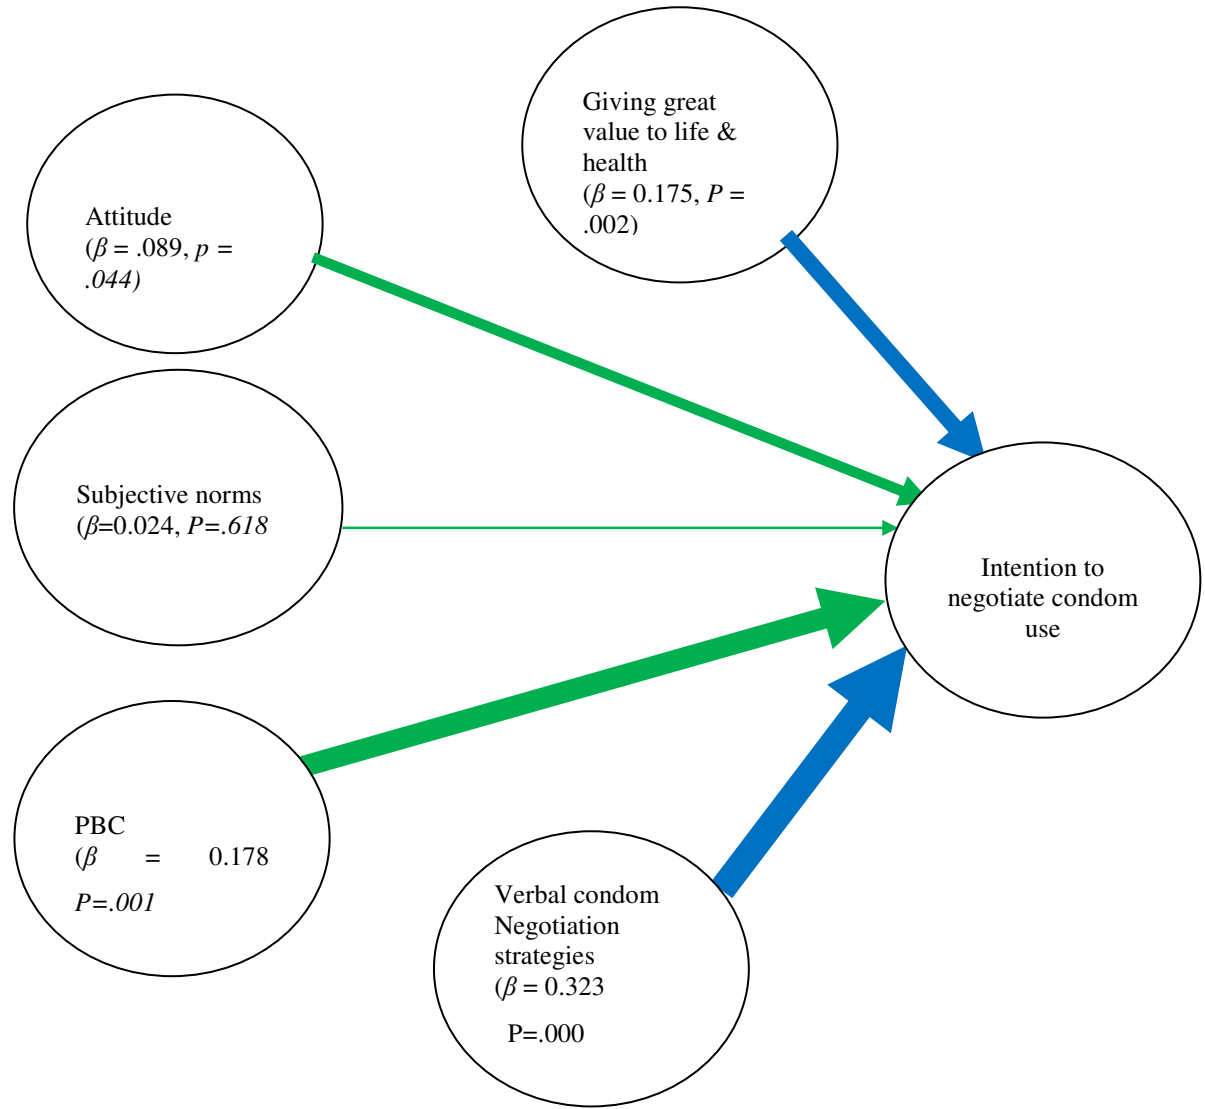 Giving great
value to life &
health
(β = 0.175, P =
.002)
Attitude
(β = .089, p =
.044)
Subjective norms
(β=0.024, P=.618
Intention to
negotiate condom
use
PBC
(β = 0.178
P=.001
Verbal condom
Negotiation
strategies
(β = 0.323
P=.000